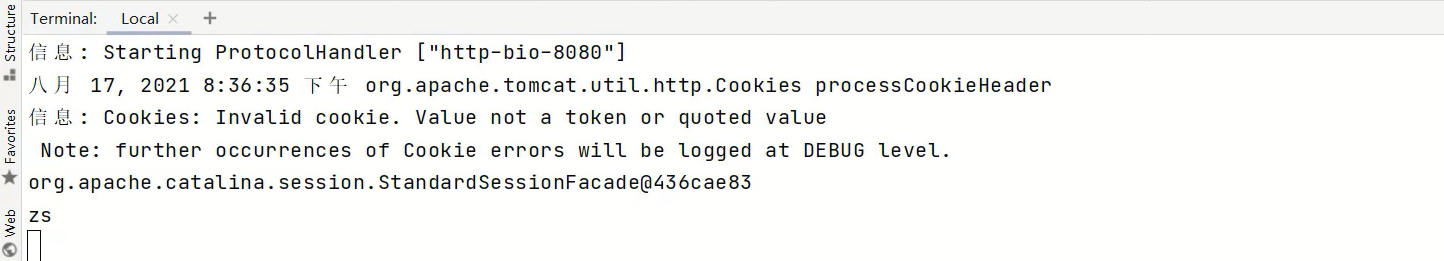 Structure
Favorites
Web
Terminal: Local × +
信息: Starting ProtocolHandler ["http-bio-8080"]
八月 17, 2021 8:36:35 下午 org.apache.tomcat.util.http.Cookies processCookieHeader
信息: Cookies: Invalid cookie. Value not a token or quoted value
Note: further occurrences of Cookie errors will be logged at DEBUG level.
org.apache.catalina.session.StandardSessionFacade@436cae83
zs